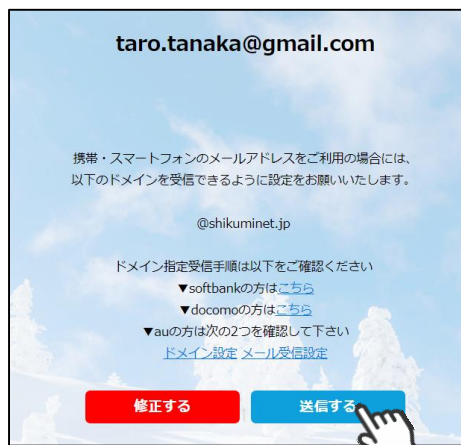 taro.tanaka@gmail.com
携帯・スマートフォンのメールアドレスをご利用の場合には、
以下のドメインを受信できるように設定をお願いいたします。
@shikuminet.jp
ドメイン指定受信手順は以下をご確認ください
▼softbankの方はこちら
▼docomoの方はこちら
▼auの方は次の2つを確認して下さい
ドメイン設定 メール受信設定
修正する 送信する